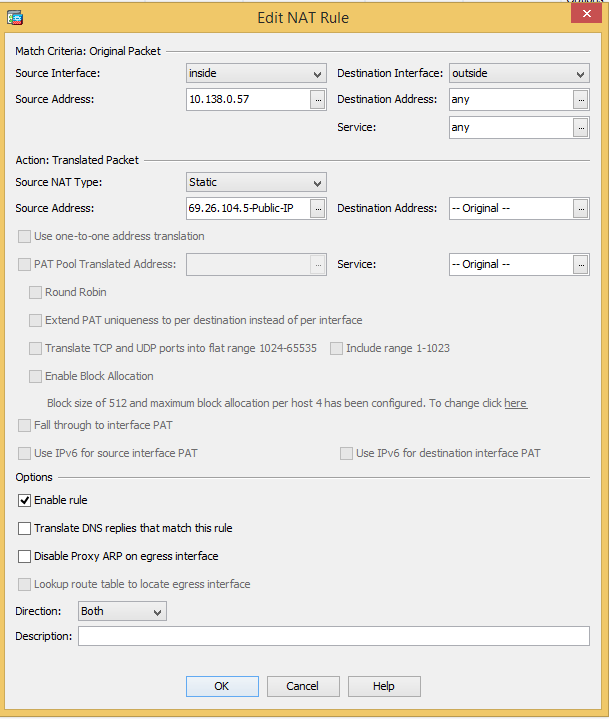 Edit NAT Rule
Match Criteria: Original Packet
Source Interface: inside Destination Interface: outside
Source Address: 10.138.0.57 ... Destination Address: any ...
Service: any ...
Action: Translated Packet
Source NAT Type: Static
Source Address: 69.26.104.5-Public-IP ... Destination Address: -- Original -- ...
Use one-to-one address translation
PAT Pool Translated Address: ... Service: -- Original -- ...
Round Robin
Extend PAT uniqueness to per destination instead of per interface
Translate TCP and UDP ports into flat range 1024-65535 Include range 1-1023
Enable Block Allocation
Block size of 512 and maximum block allocation per host 4 has been configured. To change click here
Fall through to interface PAT
Use IPv6 for source interface PAT Use IPv6 for destination interface PAT
Options
Enable rule
Translate DNS replies that match this rule
Disable Proxy ARP on egress interface
Lookup route table to locate egress interface
Direction: Both
Description:
OK Cancel Help